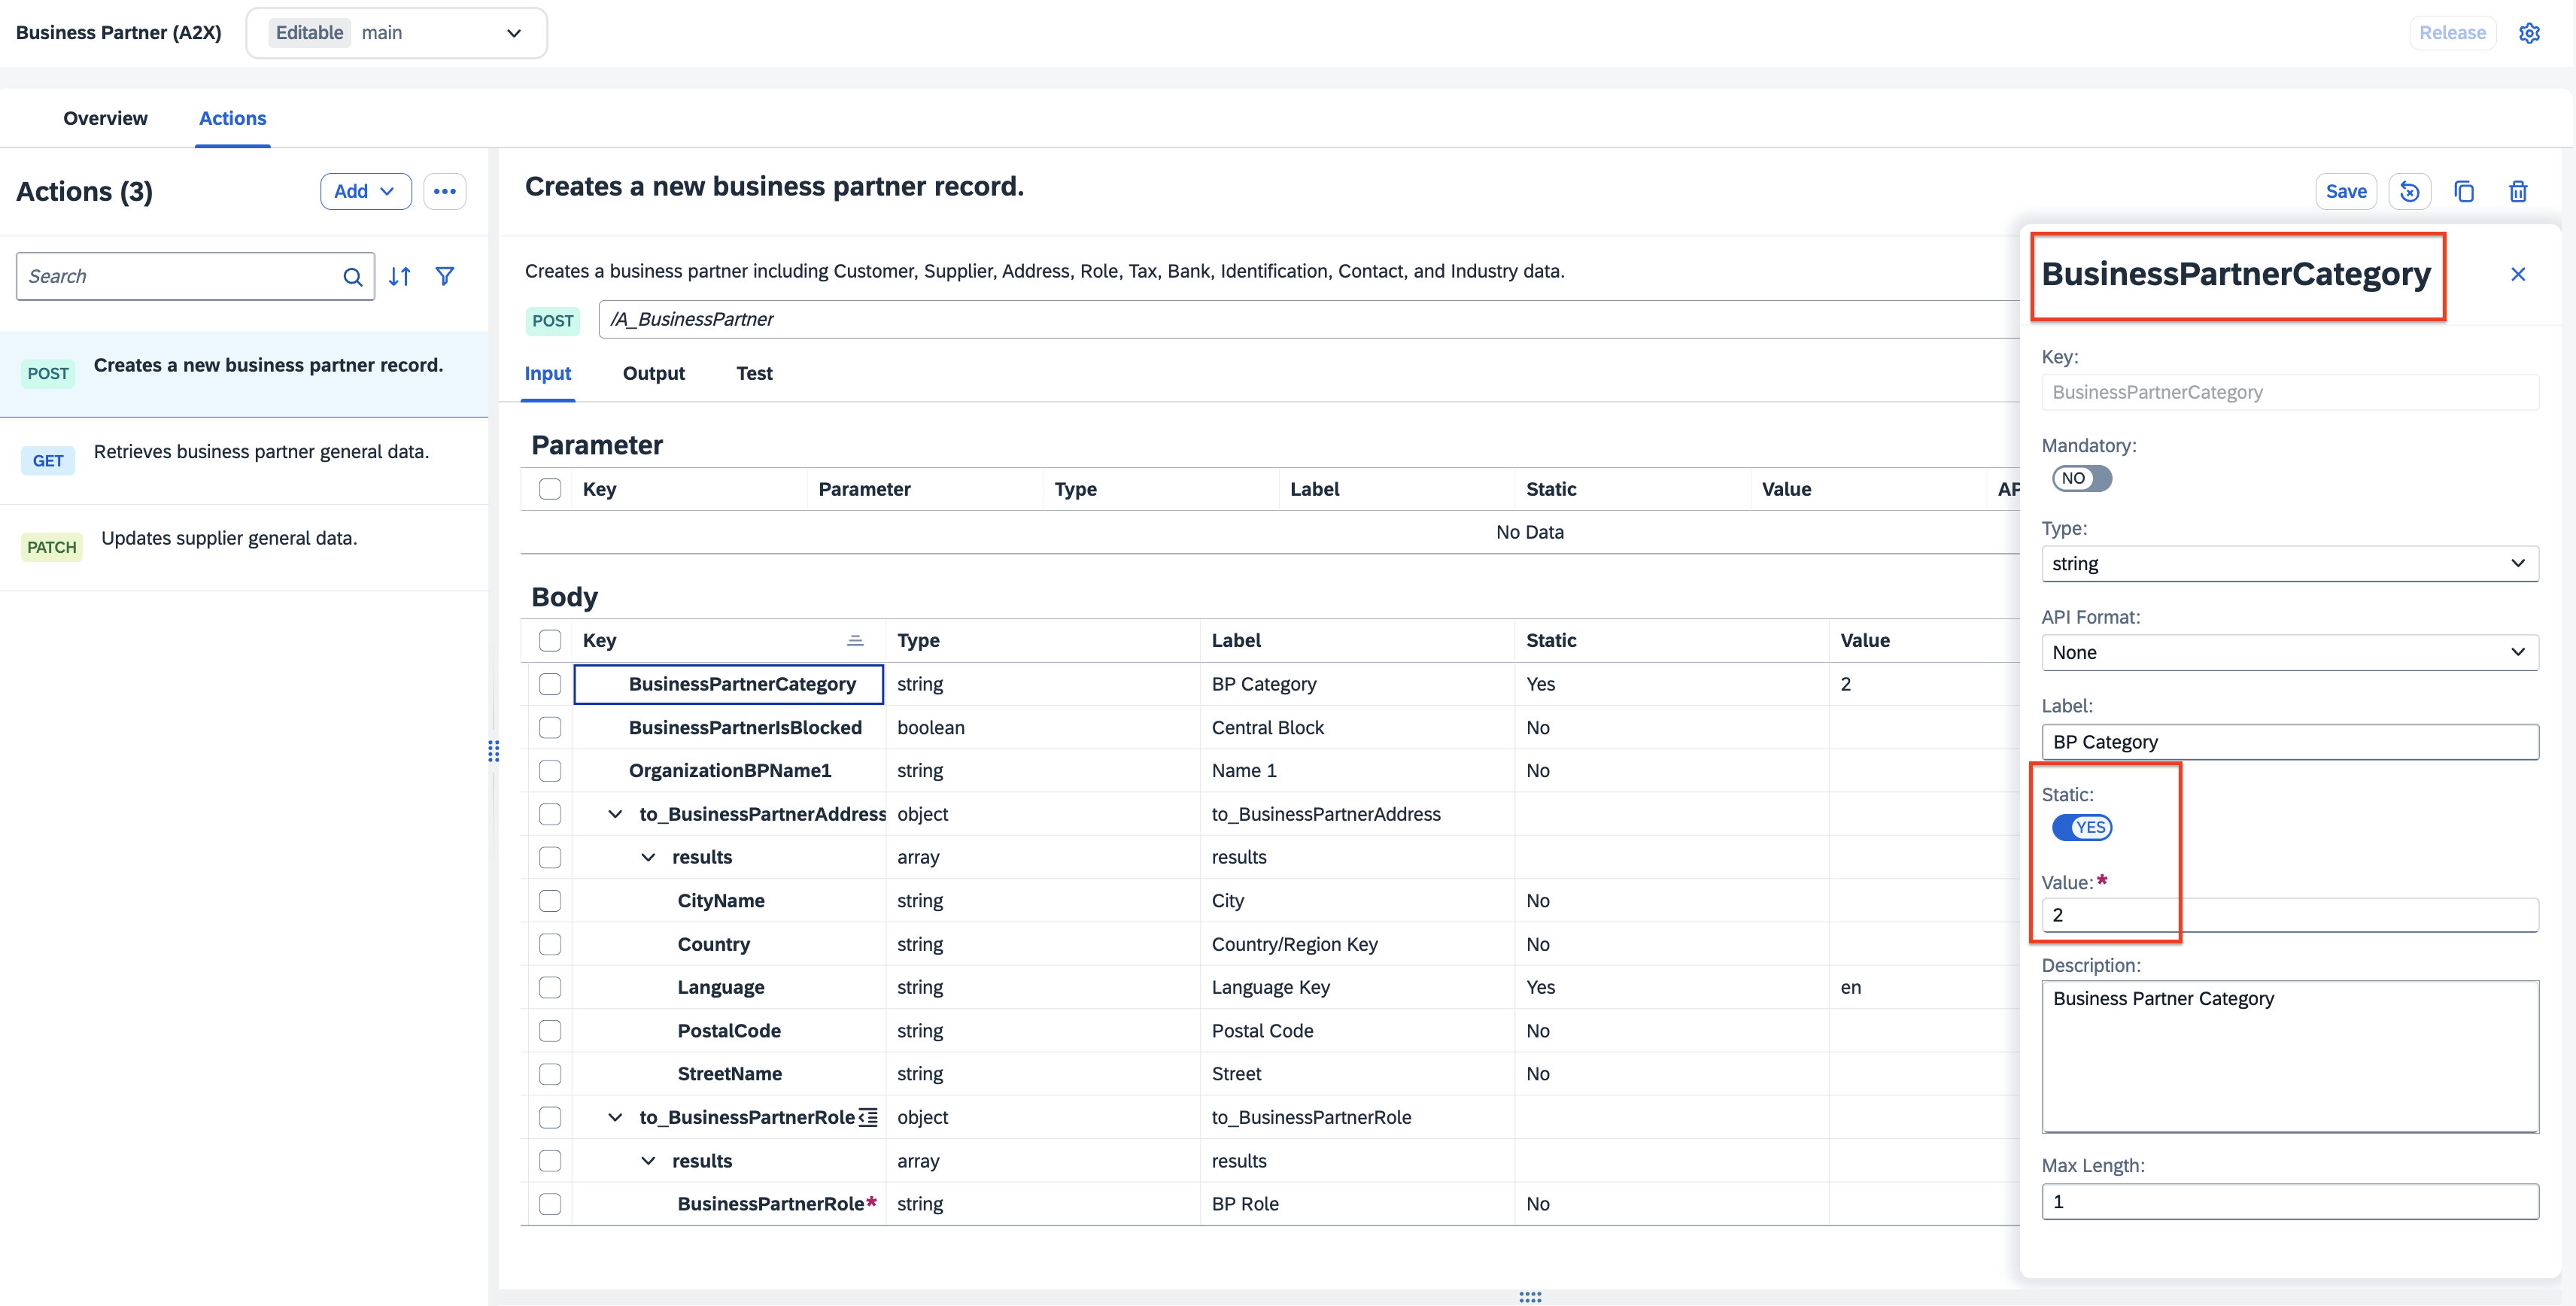 Business Partner (A2X) Editable main Release
Overview Actions
Actions (3) Add
Search
POST Creates a new business partner record.
GET Retrieves business partner general data.
PATCH Updates supplier general data.
Creates a new business partner record. Save
Creates a business partner including Customer, Supplier, Address, Role, Tax, Bank, Identification, Contact, and Industry data.
POST /A_BusinessPartner
Input Output Test
Parameter
Key Parameter Type Label Static Value AP
No Data
Body
Key Type Label Static Value
BusinessPartnerCategory string BP Category Yes 2
BusinessPartnerIsBlocked boolean Central Block No
OrganizationBPName1 string Name 1 No
to_BusinessPartnerAddress object to_BusinessPartnerAddress
results array results
CityName string City No
Country string Country/Region Key No
Language string Language Key Yes en
PostalCode string Postal Code No
StreetName string Street No
to_BusinessPartnerRole object to_BusinessPartnerRole
results array results
BusinessPartnerRole* string BP Role No
BusinessPartnerCategory
Key:
BusinessPartnerCategory
Mandatory:
NO
Type:
string
API Format:
None
Label:
BP Category
Static:
YES
Value:*
2
Description:
Business Partner Category
Max Length:
1